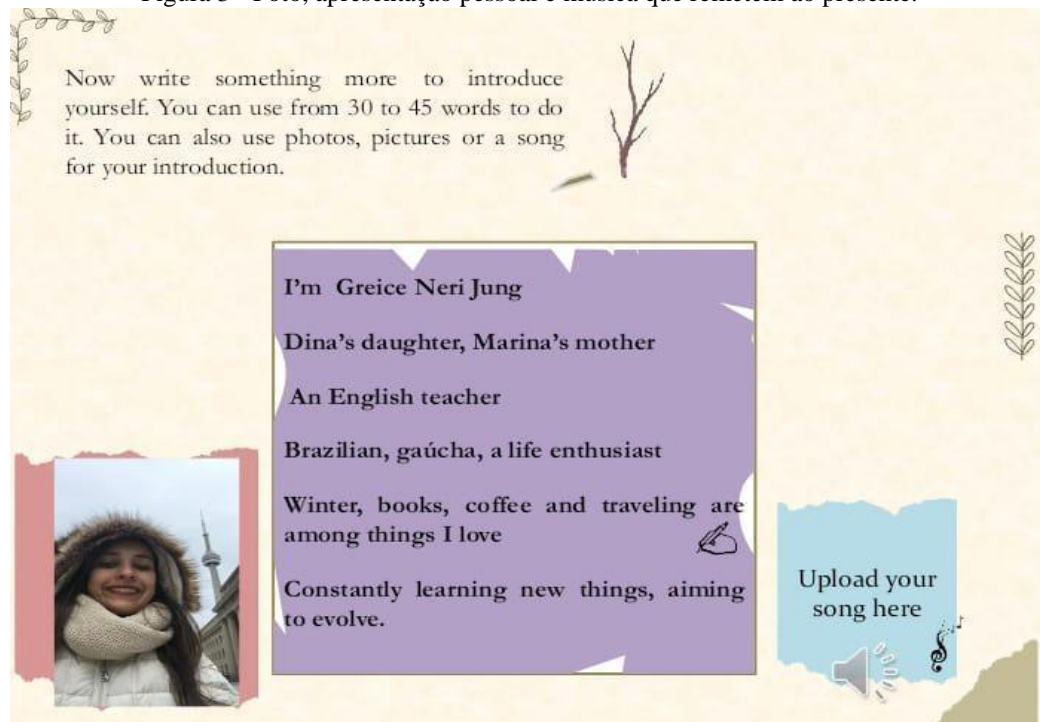 Figura 3 - Foto, apresentação pessoal e música que remetem ao presente.
Now write something more to introduce
yourself. You can use from 30 to 45 words to do
it. You can also use photos, pictures or a song
for your introduction.
I’m Greice Neri Jung
Dina’s daughter, Marina’s mother
An English teacher
Brazilian, gaúcha, a life enthusiast
Winter, books, coffee and traveling are
among things I love
Constantly learning new things, aiming
to evolve.
Upload your
song here